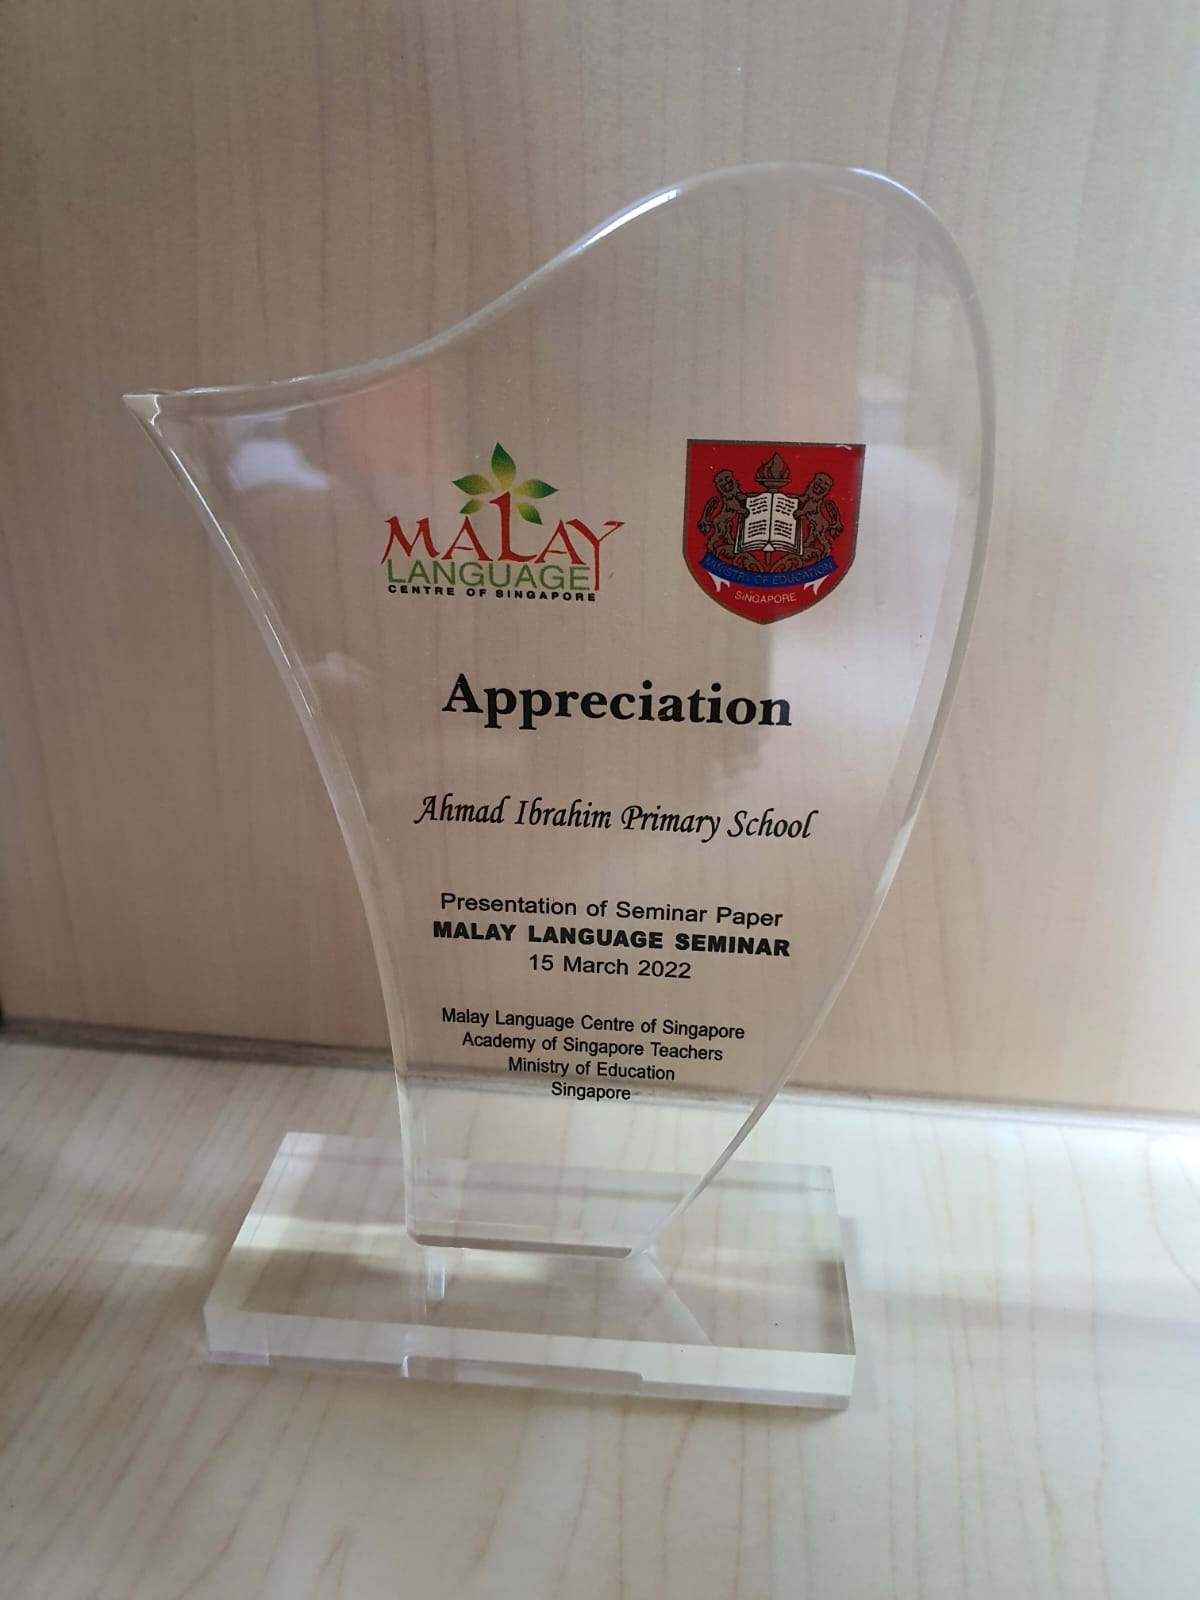 MALAY
LANGUAGE
CENTRE OF SINGAPORE
MINISTRY OF EDUCATION
SINGAPORE
Appreciation
Ahmad Ibrahim Primary School
Presentation of Seminar Paper
MALAY LANGUAGE SEMINAR
15 March 2022
Malay Language Centre of Singapore
Academy of Singapore Teachers
Ministry of Education
Singapore